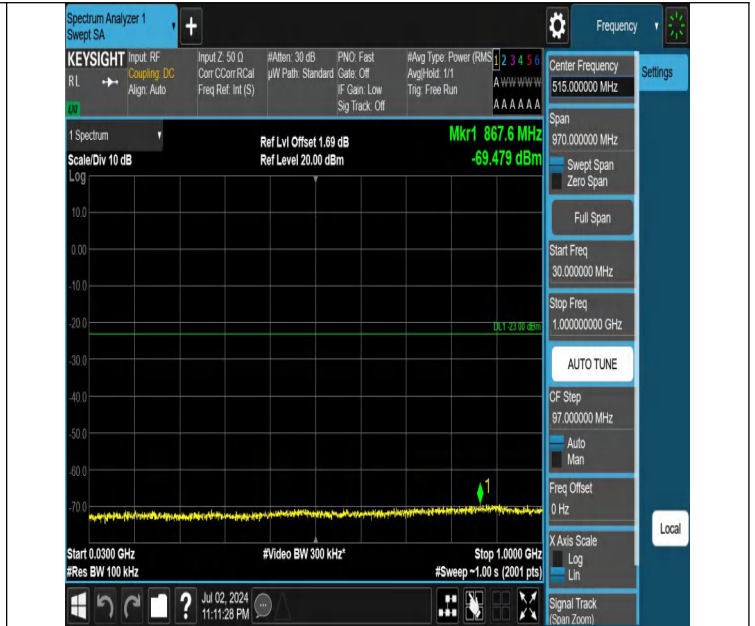 Spectrum Analyzer 1
Swept SA
+
Frequency
KEYSIGHT
RL
LXI
Input: RF
Coupling: DC
Align: Auto
Input Z: 50 Ω
Corr CCorr RCal
Freq Ref: Int (S)
#Atten: 30 dB
µW Path: Standard
PNO: Fast
Gate: Off
IF Gain: Low
Sig Track: Off
#Avg Type: Power (RMS
Avg|Hold: 1/1
Trig: Free Run
1 2 3 4 5 6
A W W W W W
A A A A A A
1 Spectrum
Scale/Div 10 dB
Log
Ref Lvl Offset 1.69 dB
Ref Level 20.00 dBm
Mkr1 867.6 MHz
-69.479 dBm
10.0
0.00
-10.0
-20.0
DL1 -23.00 dBm
-30.0
-40.0
-50.0
-60.0
1
-70.0
Start 0.0300 GHz
#Video BW 300 kHz*
Stop 1.0000 GHz
#Res BW 100 kHz
#Sweep ~1.00 s (2001 pts)
?
Jul 02, 2024
11:11:28 PM
Center Frequency
515.000000 MHz
Settings
Span
970.000000 MHz
Swept Span
Zero Span
Full Span
Start Freq
30.000000 MHz
Stop Freq
1.000000000 GHz
AUTO TUNE
CF Step
97.000000 MHz
Auto
Man
Freq Offset
0 Hz
Local
X Axis Scale
Log
Lin
Signal Track
(Span Zoom)